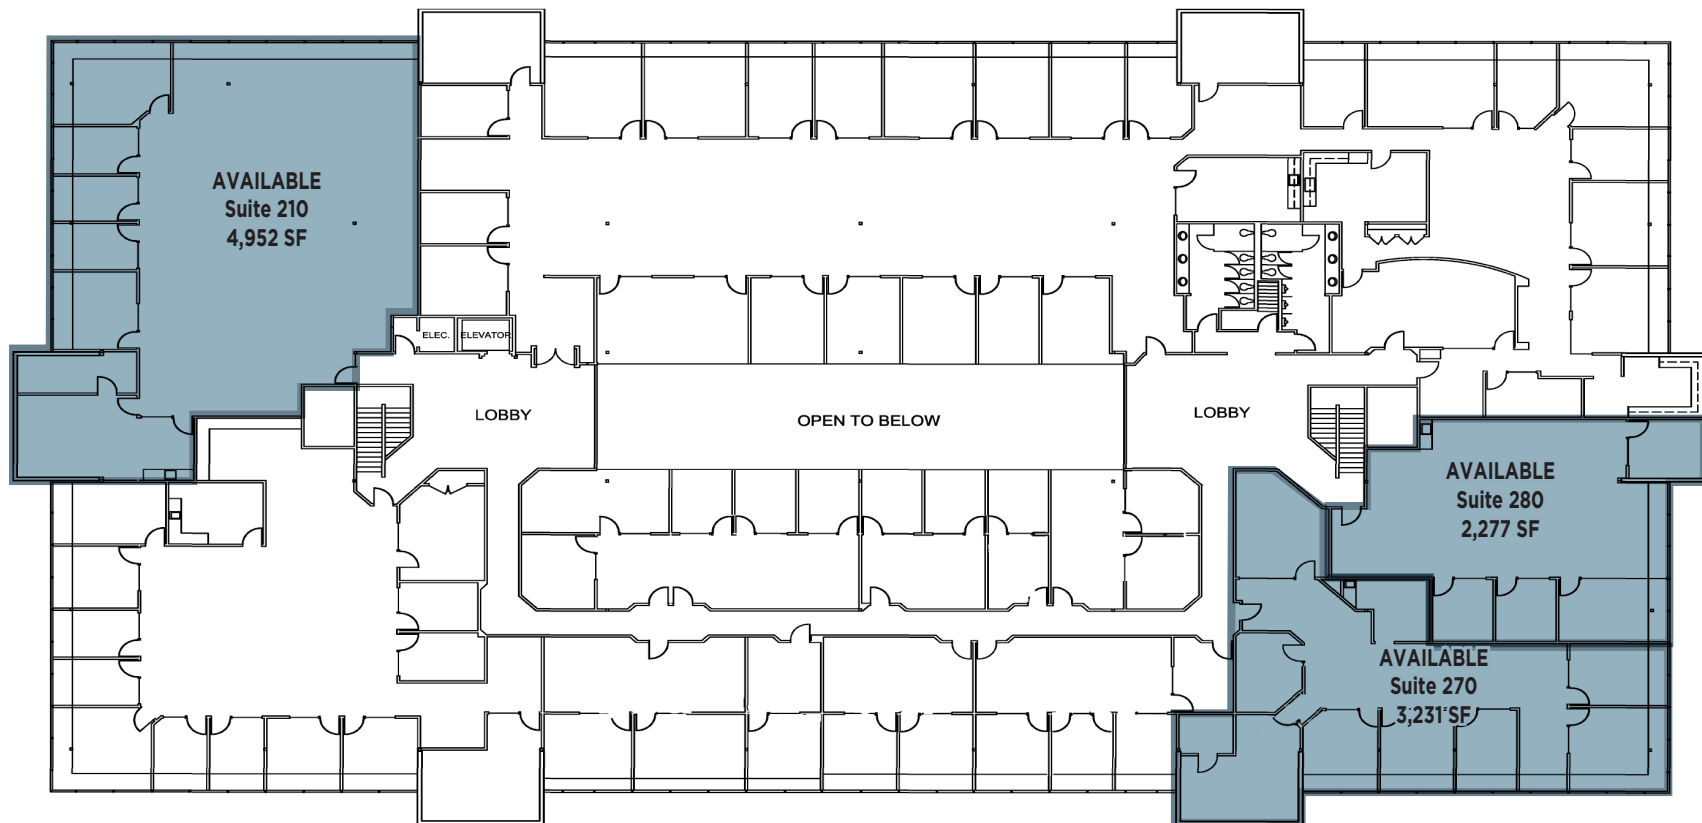 AVAILABLE
Suite 210
4,952 SF
ELEC.
ELEVATOR
LOBBY
OPEN TO BELOW
LOBBY
AVAILABLE
Suite 280
2,277 SF
AVAILABLE
Suite 270
3,231 SF